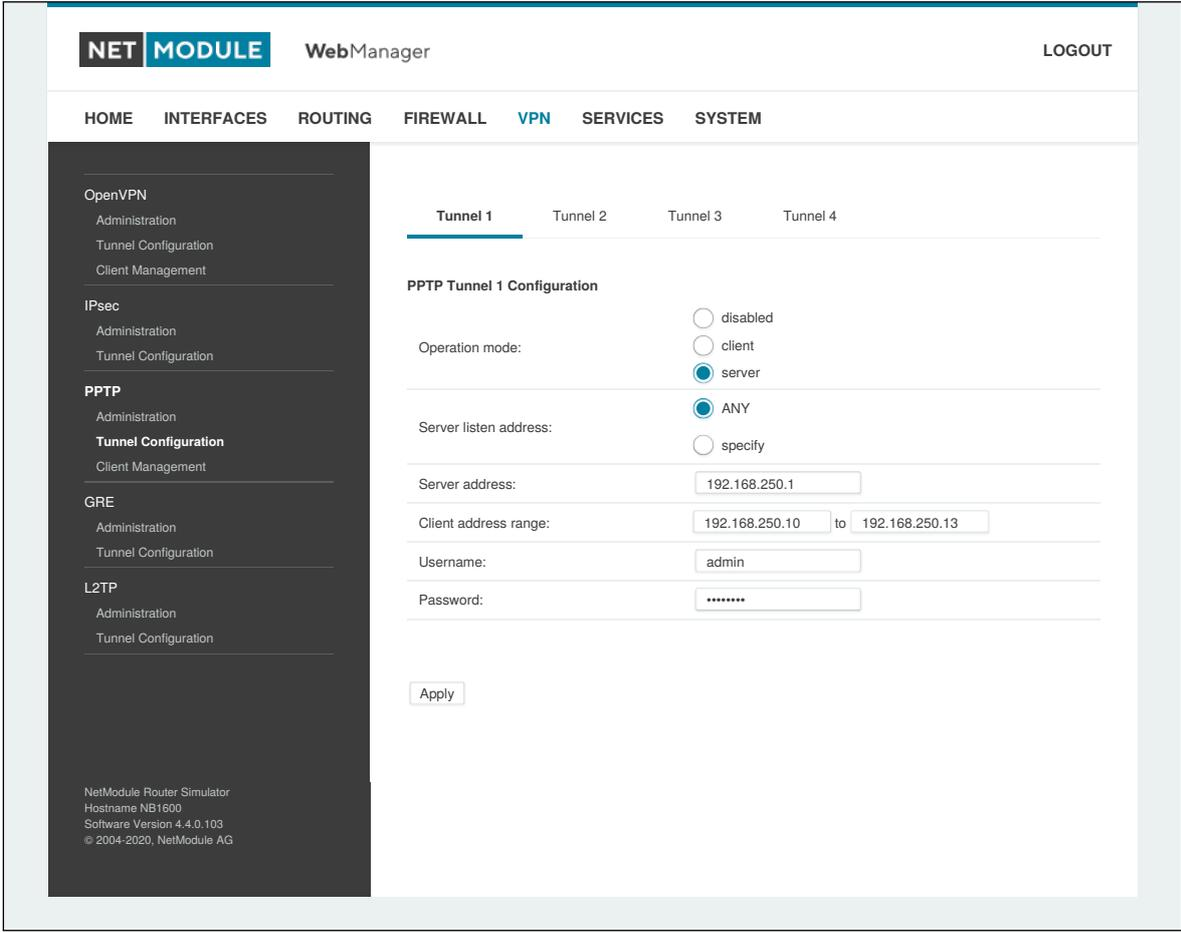 NET MODULE WebManager LOGOUT
HOME INTERFACES ROUTING FIREWALL VPN SERVICES SYSTEM
OpenVPN
Administration
Tunnel Configuration
Client Management
IPsec
Administration
Tunnel Configuration
PPTP
Administration
Tunnel Configuration
Client Management
GRE
Administration
Tunnel Configuration
L2TP
Administration
Tunnel Configuration
NetModule Router Simulator
Hostname NB1600
Software Version 4.4.0.103
© 2004-2020, NetModule AG
Tunnel 1 Tunnel 2 Tunnel 3 Tunnel 4
PPTP Tunnel 1 Configuration
Operation mode:
disabled
client
server
Server listen address:
ANY
specify
Server address: 192.168.250.1
Client address range: 192.168.250.10 to 192.168.250.13
Username: admin
Password: ••••••••
Apply